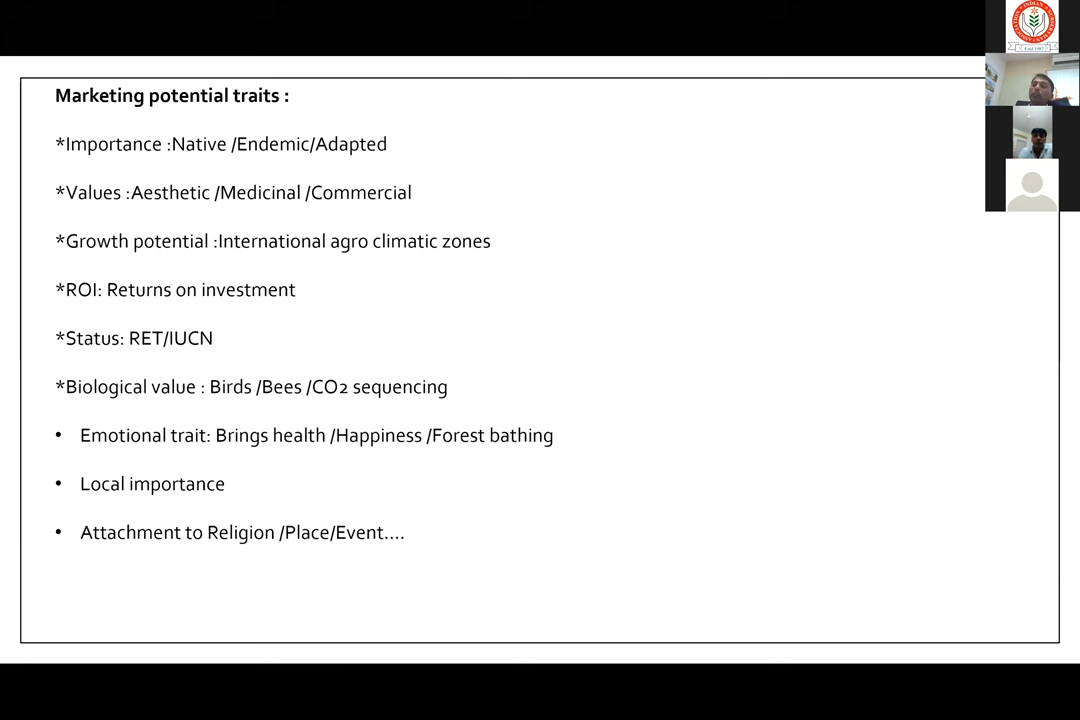 Marketing potential traits :
*Importance :Native /Endemic/Adapted
*Values :Aesthetic /Medicinal /Commercial
*Growth potential :International agro climatic zones
*ROI: Returns on investment
*Status: RET/IUCN
*Biological value : Birds /Bees /CO2 sequencing
• Emotional trait: Brings health /Happiness /Forest bathing
• Local importance
• Attachment to Religion /Place/Event....